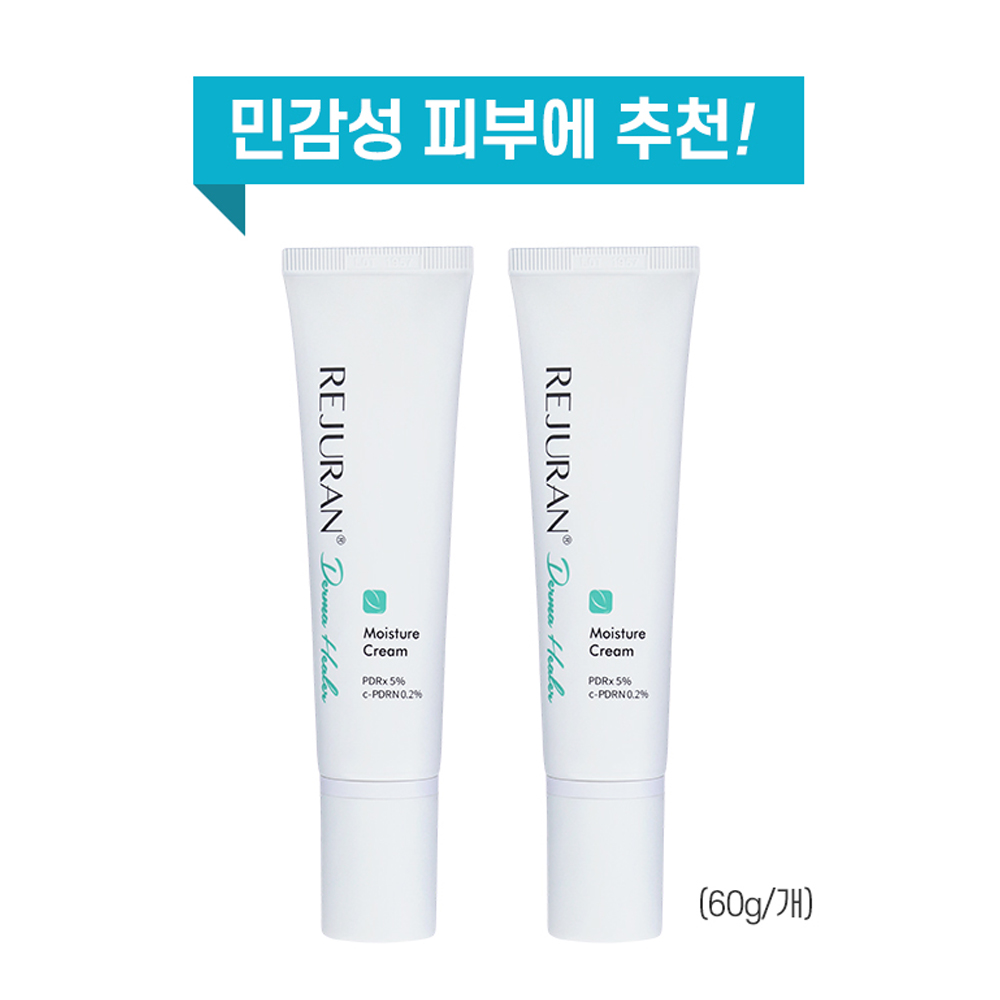 민감성 피부에 추천!
REJURAN®
Derma Healer
Moisture
Cream
PDRx 5%
c-PDRN 0.2%
REJURAN®
Derma Healer
Moisture
Cream
PDRx 5%
c-PDRN 0.2%
(60g/개)